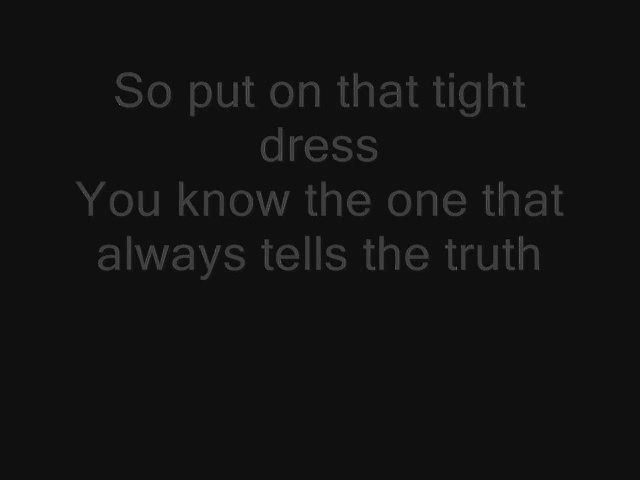 So put on that tight
dress
You know the one that
always tells the truth